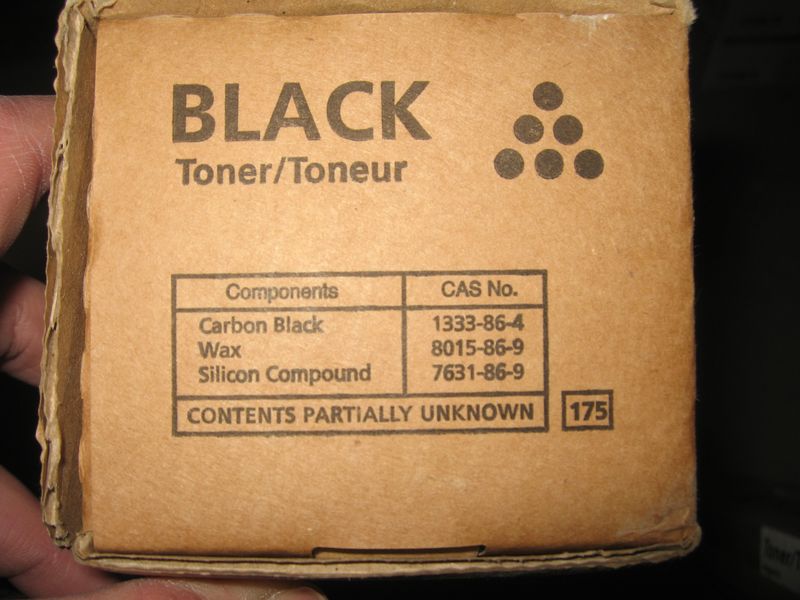 BLACK
Toner/Toneur
Components CAS No.
Carbon Black 1333-86-4
Wax 8015-86-9
Silicon Compound 7631-86-9
CONTENTS PARTIALLY UNKNOWN 175
Toner/